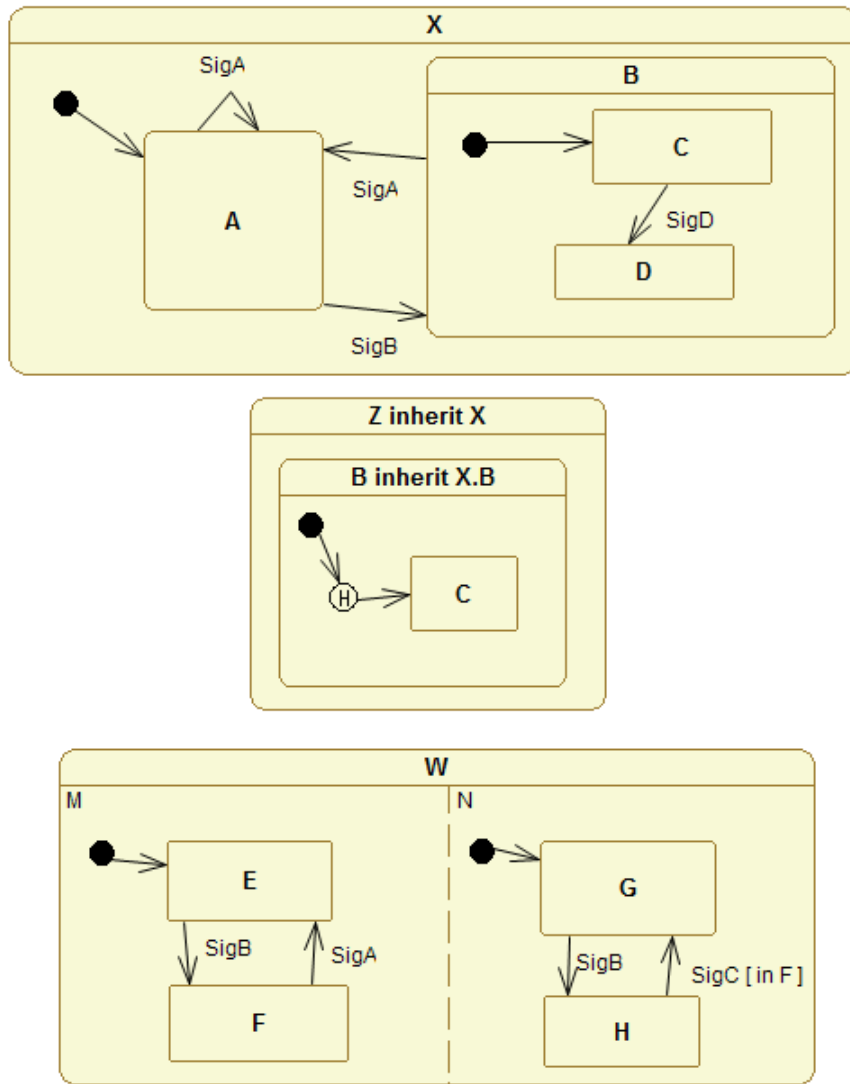 X
SigA
B
C
SigA
A
SigD
D
SigB
Z inherit X
B inherit X.B
H
C
W
M
N
E
G
SigB
SigA
SigB
SigC [ in F ]
F
H